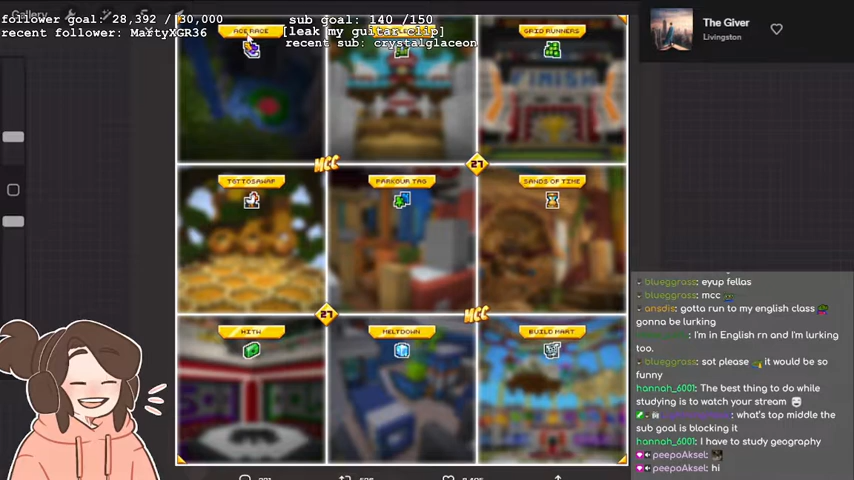 Gallery
follower goal: 28,392 / 30,000
recent follower: MartyXGR36
sub goal: 140 /150
[leak my guitar clip]
recent sub: crystalglaceon
The Giver
Livingston
ACE RACE
GRID RUNNERS
MCC
27
TGTTOSAWAF
PARKOUR TAG
SANDS OF TIME
27
MCC
HITW
MELTDOWN
BUILD MART
blueggrass: eyup fellas
blueggrass: mcc
ansdis: gotta run to my english class
gonna be lurking
: I'm in English rn and I'm lurking
too.
blueggrass: sot please it would be so
funny
hannah_6001: The best thing to do while
studying is to watch your stream
: what's top middle the
sub goal is blocking it
hannah_6001: I have to study geography
peepoAksel:
peepoAksel: hi